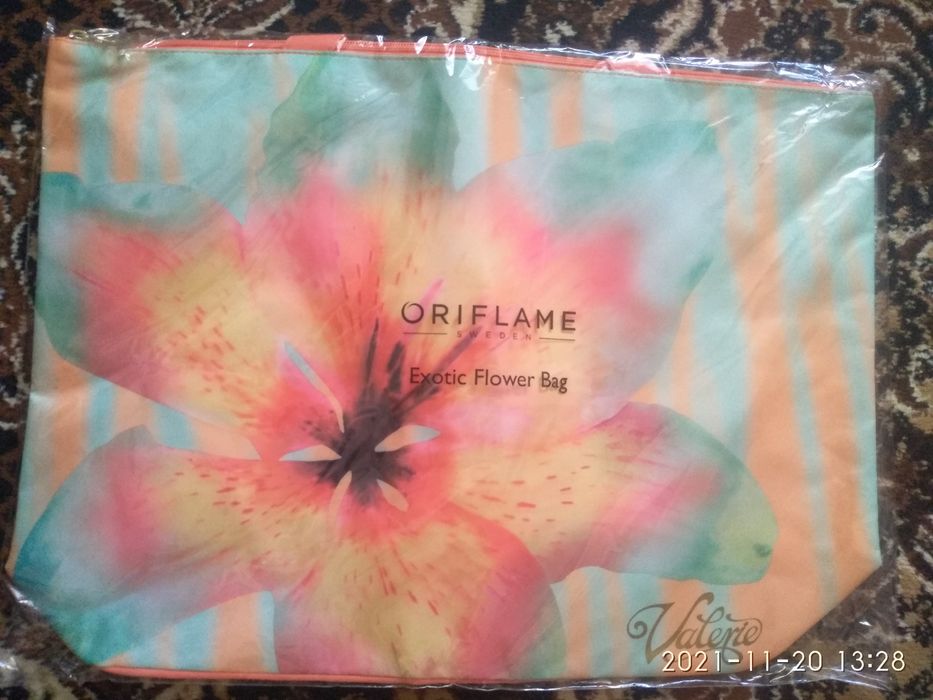 ORIFLAME
SWEDEN
Exotic Flower Bag
Valerie
2021-11-20 13:28